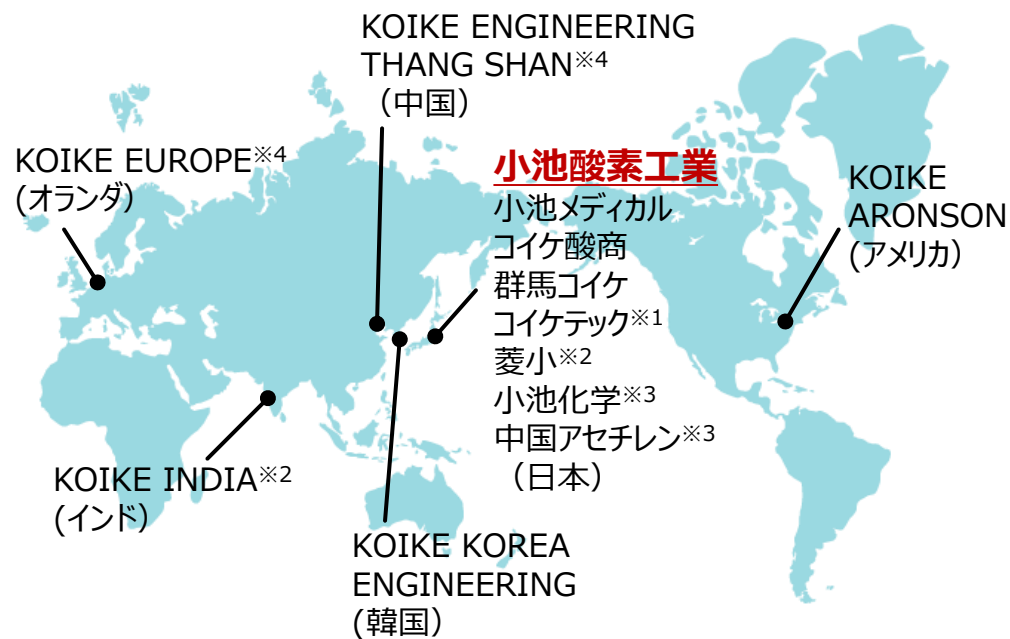 KOIKE ENGINEERING
THANG SHAN※4
（中国）
KOIKE EUROPE※4
(オランダ)
小池酸素工業
小池メディカル
コイケ酸商
群馬コイケ
コイケテック※1
菱小※2
小池化学※3
中国アセチレン※3
（日本）
KOIKE
ARONSON
(アメリカ)
KOIKE INDIA※2
(インド)
KOIKE KOREA
ENGINEERING
(韓国)